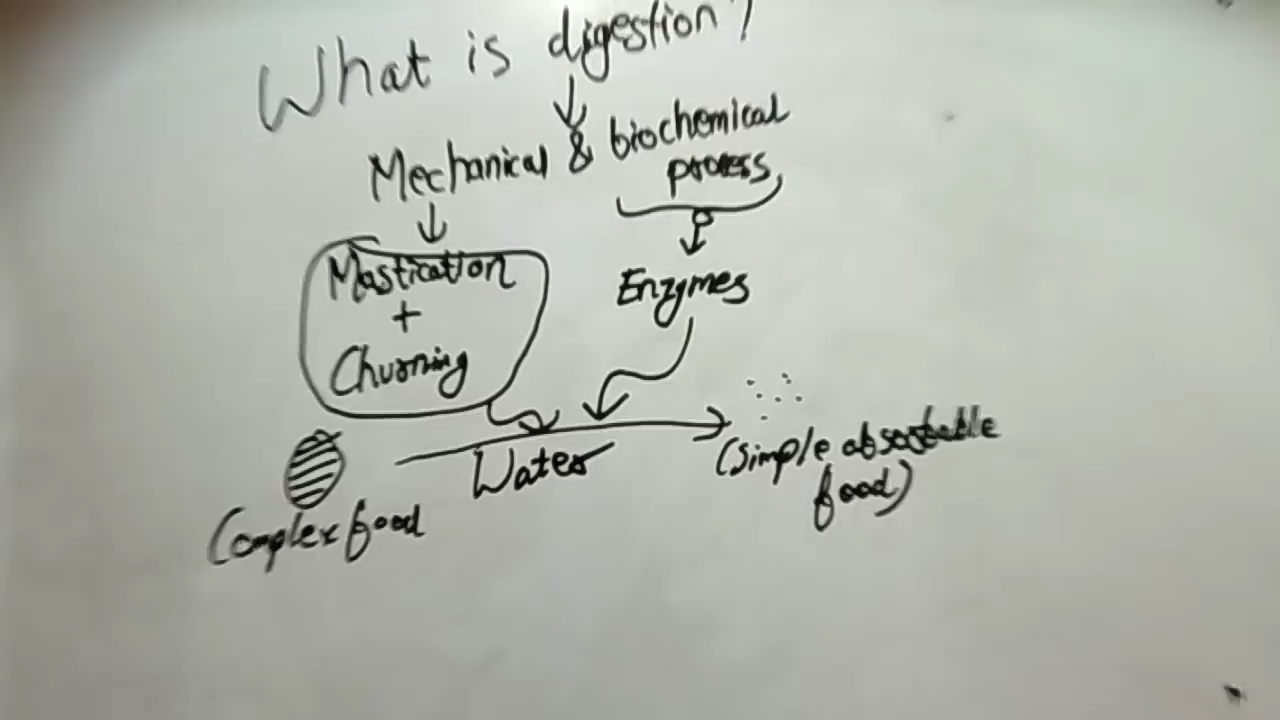 What is digestion?
Mechanical & biochemical
process
Mastication
+
Churning
Enzymes
Water
Complex food
(Simple absorbable
food)